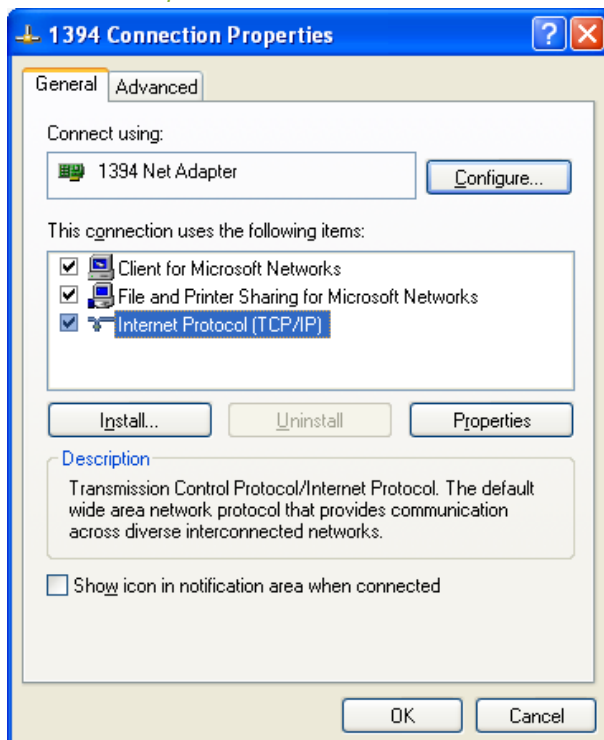 1394 Connection Properties
General
Advanced
Connect using:
1394 Net Adapter
Configure...
This connection uses the following items:
Client for Microsoft Networks
File and Printer Sharing for Microsoft Networks
Internet Protocol (TCP/IP)
Install...
Uninstall
Properties
Description
Transmission Control Protocol/Internet Protocol. The default
wide area network protocol that provides communication
across diverse interconnected networks.
Show icon in notification area when connected
OK
Cancel